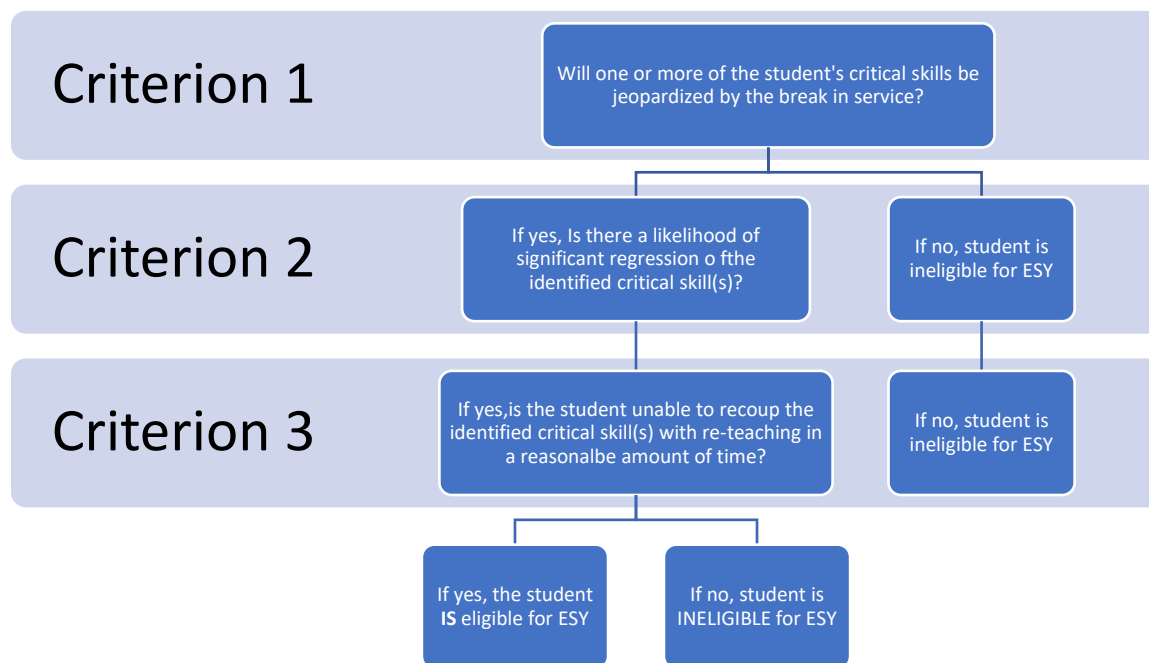 Criterion 1
Will one or more of the student's critical skills be
jeopardized by the break in service?
Criterion 2
If yes, Is there a likelihood of
significant regression o fthe
identified critical skill(s)?
If no, student is
ineligible for ESY
Criterion 3
If yes,is the student unable to recoup the
identified critical skill(s) with re-teaching in
a reasonalbe amount of time?
If no, student is
ineligible for ESY
If yes, the student
IS eligible for ESY
If no, student is
INELIGIBLE for ESY